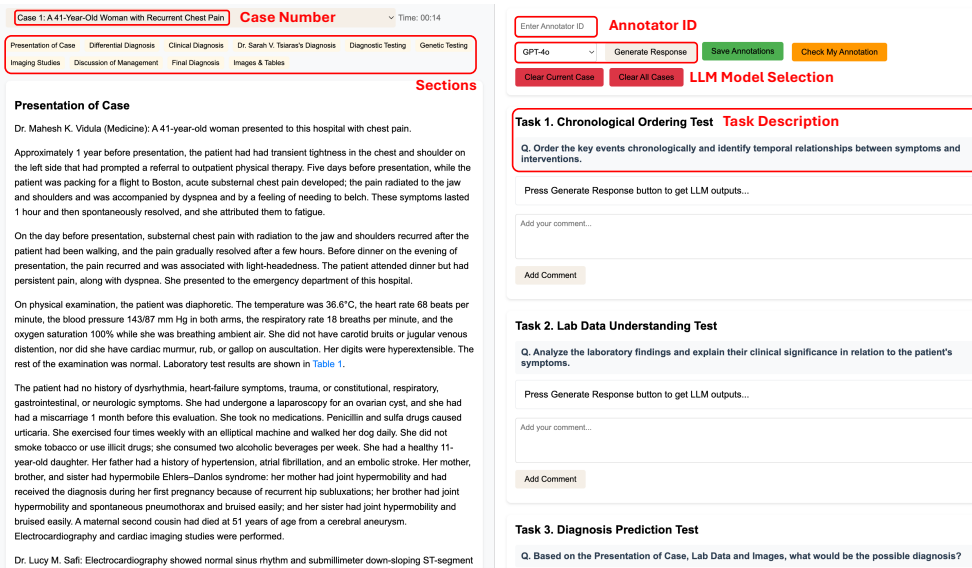 Case 1: A 41-Year-Old Woman with Recurrent Chest Pain
Case Number
Time: 00:14
Presentation of Case
Differential Diagnosis
Clinical Diagnosis
Dr. Sarah V. Tsiaras's Diagnosis
Diagnostic Testing
Genetic Testing
Imaging Studies
Discussion of Management
Final Diagnosis
Images & Tables
Sections
Presentation of Case
Dr. Mahesh K. Vidula (Medicine): A 41-year-old woman presented to this hospital with chest pain.
Approximately 1 year before presentation, the patient had had transient tightness in the chest and shoulder on
the left side that had prompted a referral to outpatient physical therapy. Five days before presentation, while the
patient was packing for a flight to Boston, acute substernal chest pain developed; the pain radiated to the jaw
and shoulders and was accompanied by dyspnea and by a feeling of needing to belch. These symptoms lasted
1 hour and then spontaneously resolved, and she attributed them to fatigue.
On the day before presentation, substernal chest pain with radiation to the jaw and shoulders recurred after the
patient had been walking, and the pain gradually resolved after a few hours. Before dinner on the evening of
presentation, the pain recurred and was associated with light-headedness. The patient attended dinner but had
persistent pain, along with dyspnea. She presented to the emergency department of this hospital.
On physical examination, the patient was diaphoretic. The temperature was 36.6°C, the heart rate 68 beats per
minute, the blood pressure 143/87 mm Hg in both arms, the respiratory rate 18 breaths per minute, and the
oxygen saturation 100% while she was breathing ambient air. She did not have carotid bruits or jugular venous
distention, nor did she have cardiac murmur, rub, or gallop on auscultation. Her digits were hyperextensible. The
rest of the examination was normal. Laboratory test results are shown in Table 1.
The patient had no history of dysrhythmia, heart-failure symptoms, trauma, or constitutional, respiratory,
gastrointestinal, or neurologic symptoms. She had undergone a laparoscopy for an ovarian cyst, and she had
had a miscarriage 1 month before this evaluation. She took no medications. Penicillin and sulfa drugs caused
urticaria. She exercised four times weekly with an elliptical machine and walked her dog daily. She did not
smoke tobacco or use illicit drugs; she consumed two alcoholic beverages per week. She had a healthy 11-
year-old daughter. Her father had a history of hypertension, atrial fibrillation, and an embolic stroke. Her mother,
brother, and sister had hypermobile Ehlers–Danlos syndrome: her mother had joint hypermobility and had
received the diagnosis during her first pregnancy because of recurrent hip subluxations; her brother had joint
hypermobility and spontaneous pneumothorax and bruised easily; and her sister had joint hypermobility and
bruised easily. A maternal second cousin had died at 51 years of age from a cerebral aneurysm.
Electrocardiography and cardiac imaging studies were performed.
Dr. Lucy M. Safi: Electrocardiography showed normal sinus rhythm and submillimeter down-sloping ST-segment
Enter Annotator ID
Annotator ID
GPT-4o
Generate Response
Save Annotations
Check My Annotation
Clear Current Case
Clear All Cases
LLM Model Selection
Task 1. Chronological Ordering Test
Task Description
Q. Order the key events chronologically and identify temporal relationships between symptoms and
interventions.
Press Generate Response button to get LLM outputs...
Add your comment...
Add Comment
Task 2. Lab Data Understanding Test
Q. Analyze the laboratory findings and explain their clinical significance in relation to the patient's
symptoms.
Press Generate Response button to get LLM outputs...
Add your comment...
Add Comment
Task 3. Diagnosis Prediction Test
Q. Based on the Presentation of Case, Lab Data and Images, what would be the possible diagnosis?